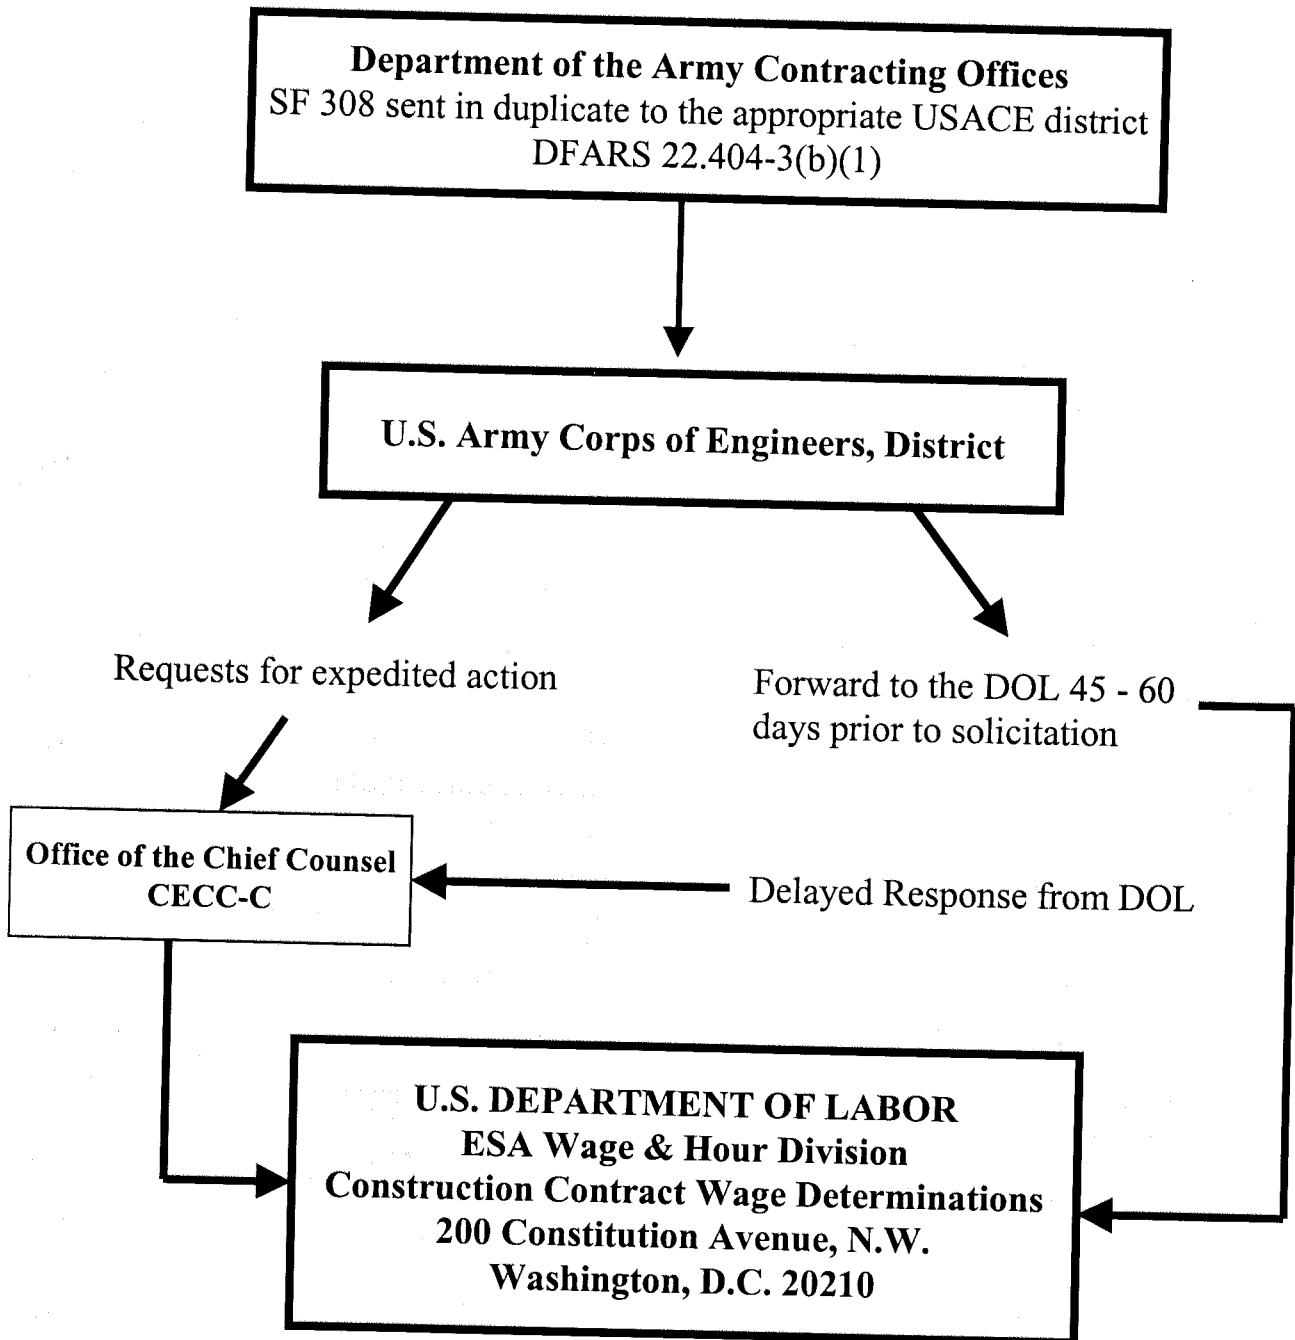 Department of the Army Contracting Offices
SF 308 sent in duplicate to the appropriate USACE district
DFARS 22.404-3(b)(1)
U.S. Army Corps of Engineers, District
Requests for expedited action
Forward to the DOL 45 - 60
days prior to solicitation
Office of the Chief Counsel
CECC-C
Delayed Response from DOL
U.S. DEPARTMENT OF LABOR
ESA Wage & Hour Division
Construction Contract Wage Determinations
200 Constitution Avenue, N.W.
Washington, D.C. 20210